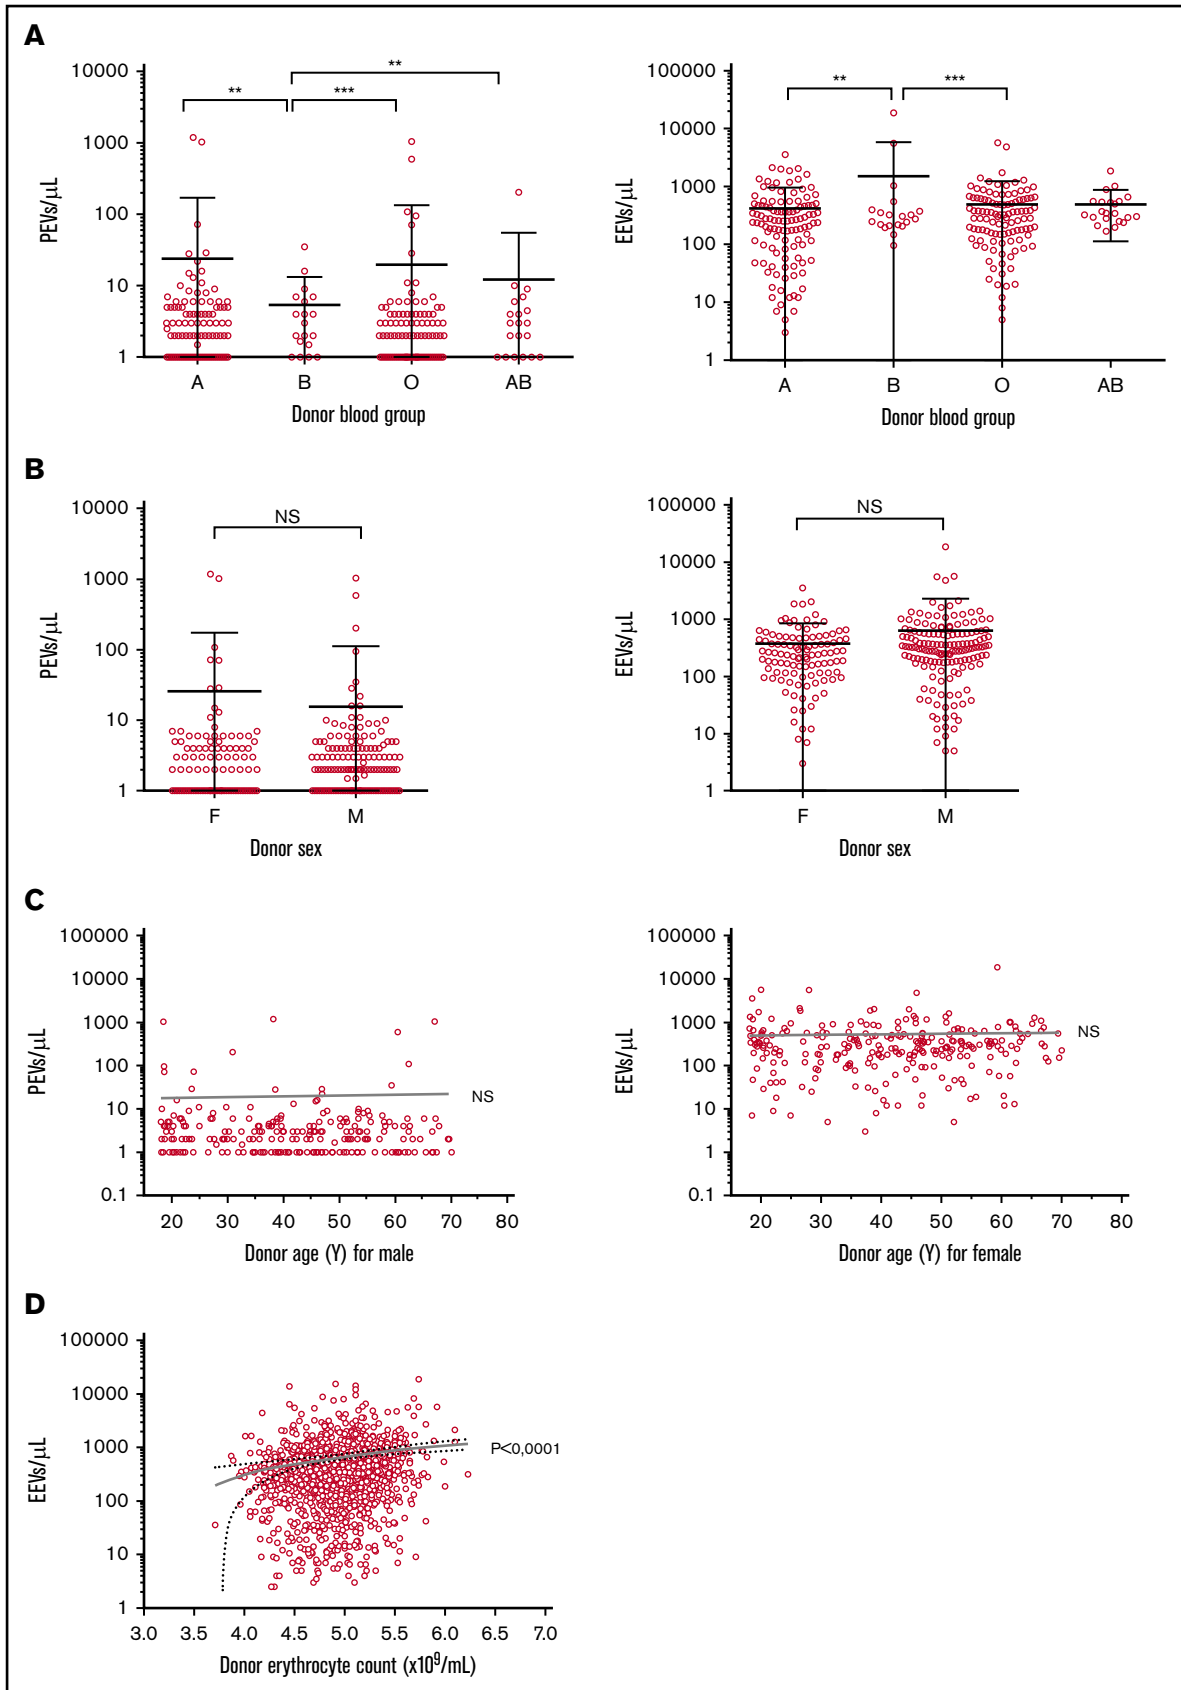 A
** ** ***
PEVs/µL
10000
1000
100
10
1
A B O AB
Donor blood group
** ***
EEVs/µL
100000
10000
1000
100
10
1
A B O AB
Donor blood group
B
NS
PEVs/µL
10000
1000
100
10
1
F M
Donor sex
NS
EEVs/µL
100000
10000
1000
100
10
1
F M
Donor sex
C
PEVs/µL
100000
10000
1000
100
10
1
0.1
NS
20 30 40 50 60 70 80
Donor age (Y) for male
EEVs/µL
100000
10000
1000
100
10
1
0.1
NS
20 30 40 50 60 70 80
Donor age (Y) for female
D
EEVs/µL
100000
10000
1000
100
10
1
P<0,0001
3.0 3.5 4.0 4.5 5.0 5.5 6.0 6.5 7.0
Donor erythrocyte count (x10⁹/mL)